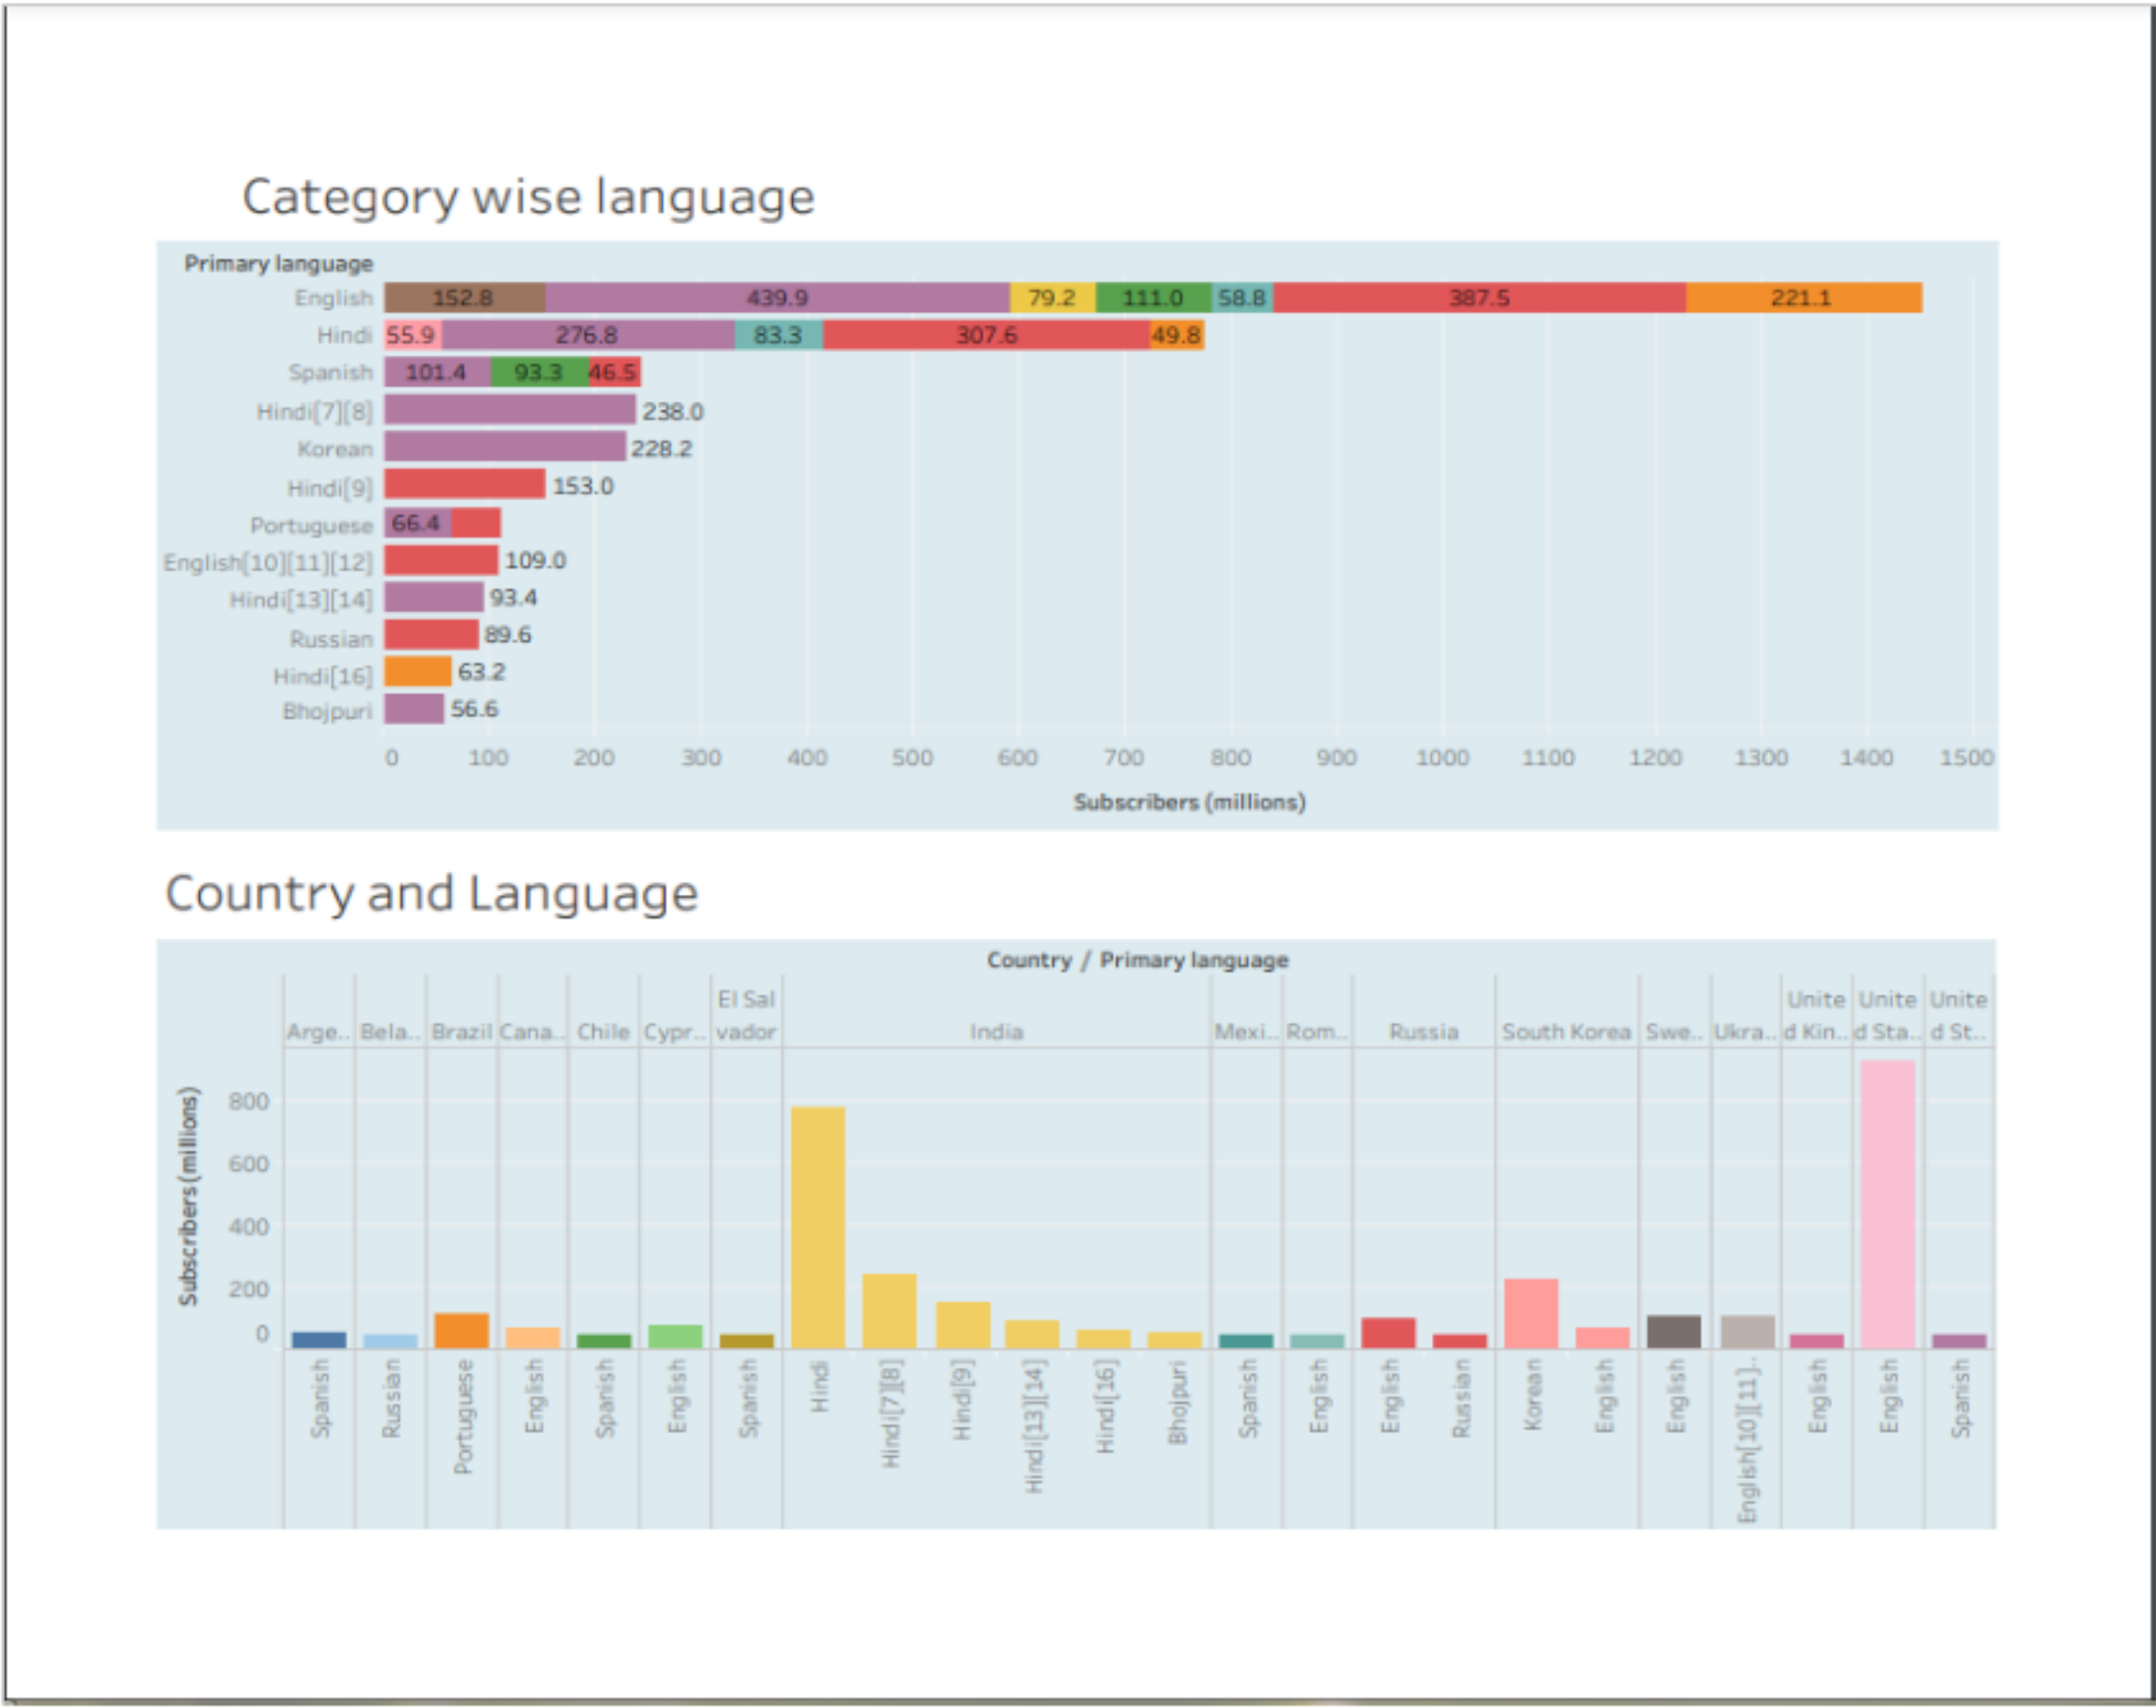 Category wise language
Primary language
English 152.8 439.9 79.2 111.0 58.8 387.5 221.1
Hindi 55.9 276.8 83.3 307.6 49.8
Spanish 101.4 93.3 46.5
Hindi[7][8] 238.0
Korean 228.2
Hindi[9] 153.0
Portuguese 66.4
English[10][11][12] 109.0
Hindi[13][14] 93.4
Russian 89.6
Hindi[16] 63.2
Bhojpuri 56.6
0 100 200 300 400 500 600 700 800 900 1000 1100 1200 1300 1400 1500
Subscribers (millions)
Country and Language
Country / Primary language
El Sal Unite Unite Unite
Arge.. Bela.. Brazil Cana.. Chile Cypr.. vador India Mexi.. Rom.. Russia South Korea Swe.. Ukra.. d Kin.. d Sta.. d St..
Subscribers (millions)
800
600
400
200
0
Spanish Russian Portuguese English Spanish English Spanish Hindi Hindi[7][8] Hindi[9] Hindi[13][14] Hindi[16] Bhojpuri Spanish English English Russian Korean English English English[10][11].. English English Spanish